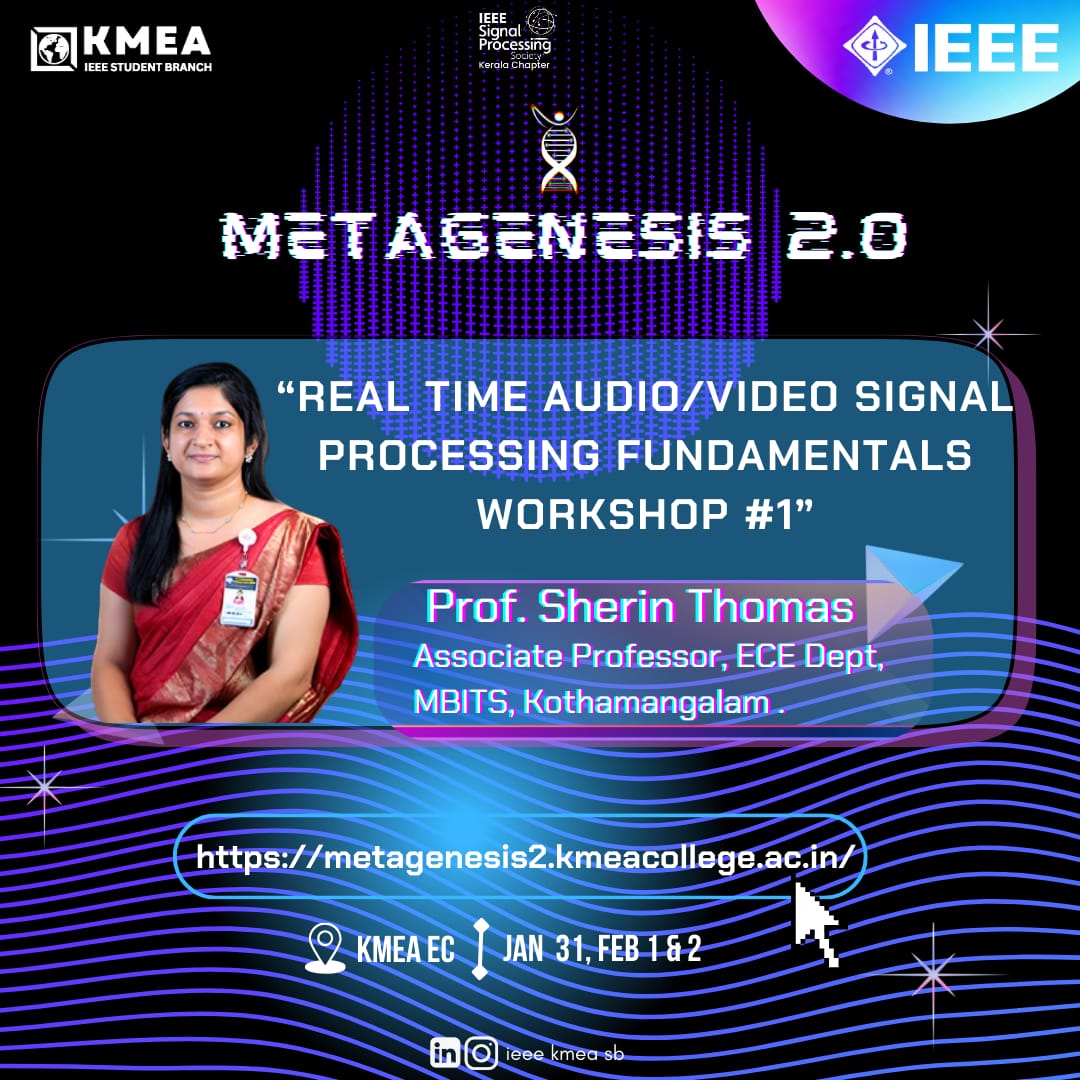 KMEA
IEEE STUDENT BRANCH
IEEE
Signal
Processing
Society
Kerala Chapter
IEEE
METAGENESIS 2.0
“REAL TIME AUDIO/VIDEO SIGNAL
PROCESSING FUNDAMENTALS
WORKSHOP #1”
Prof. Sherin Thomas
Associate Professor, ECE Dept,
MBITS, Kothamangalam .
https://metagenesis2.kmeacollege.ac.in/
KMEA EC
JAN 31, FEB 1 & 2
in
ieee kmea sb